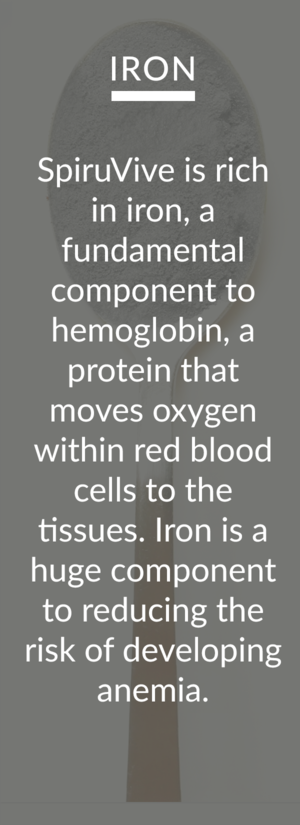 IRON
SpiruVive is rich
in iron, a
fundamental
component to
hemoglobin, a
protein that
moves oxygen
within red blood
cells to the
tissues. Iron is a
huge component
to reducing the
risk of developing
anemia.